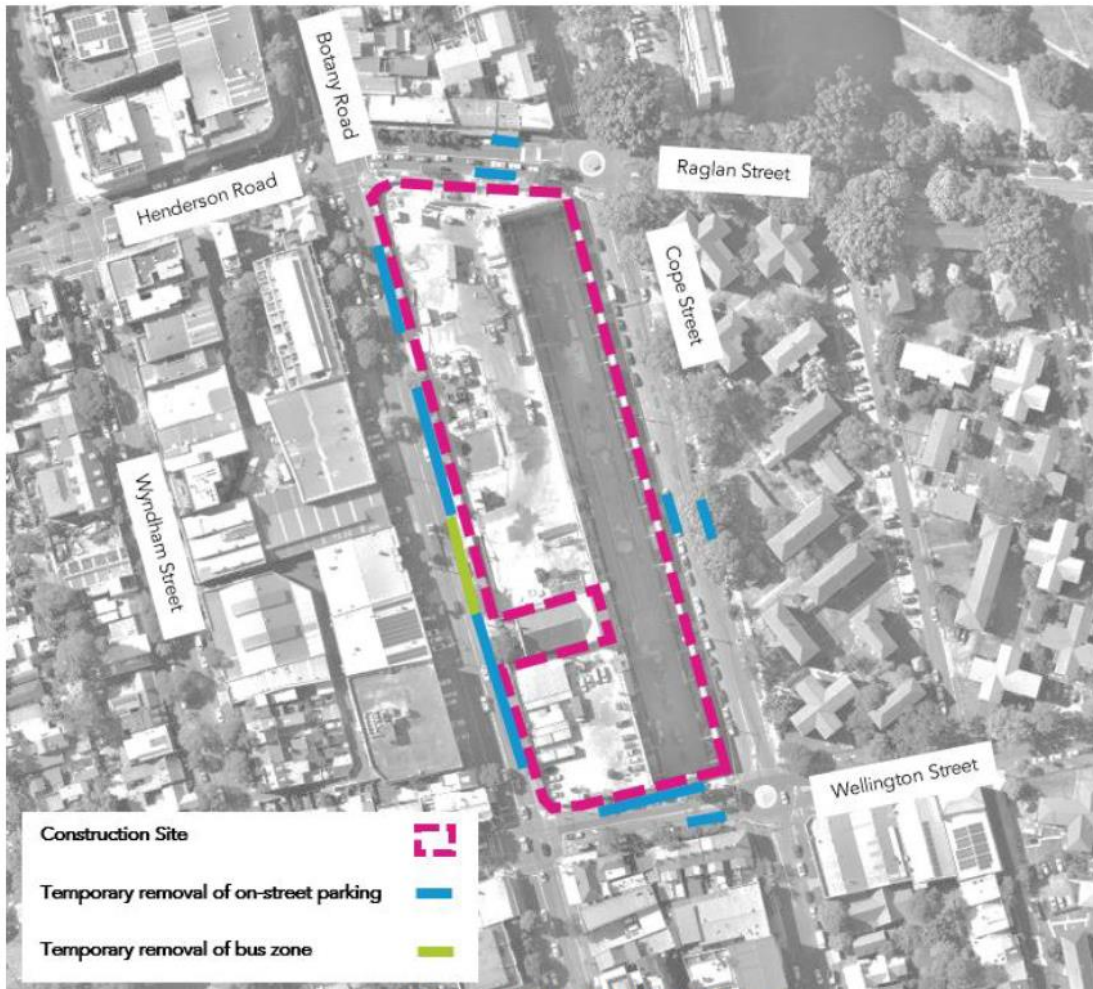 Botany Road
Henderson Road
Raglan Street
Cope Street
Wyndham Street
Wellington Street
Construction Site
Temporary removal of on-street parking
Temporary removal of bus zone